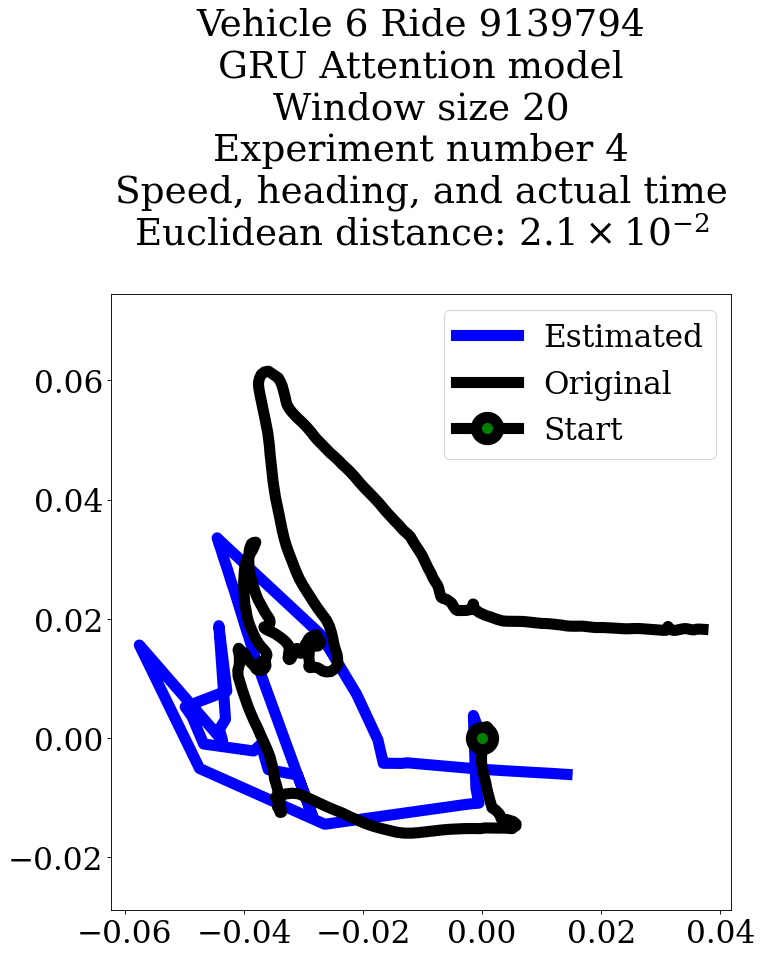 Vehicle 6 Ride 9139794
GRU Attention model
Window size 20
Experiment number 4
Speed, heading, and actual time
Euclidean distance: 2.1 × 10⁻²
Estimated
Original
Start
0.06
0.04
0.02
0.00
−0.02
−0.06
−0.04
−0.02
0.00
0.02
0.04